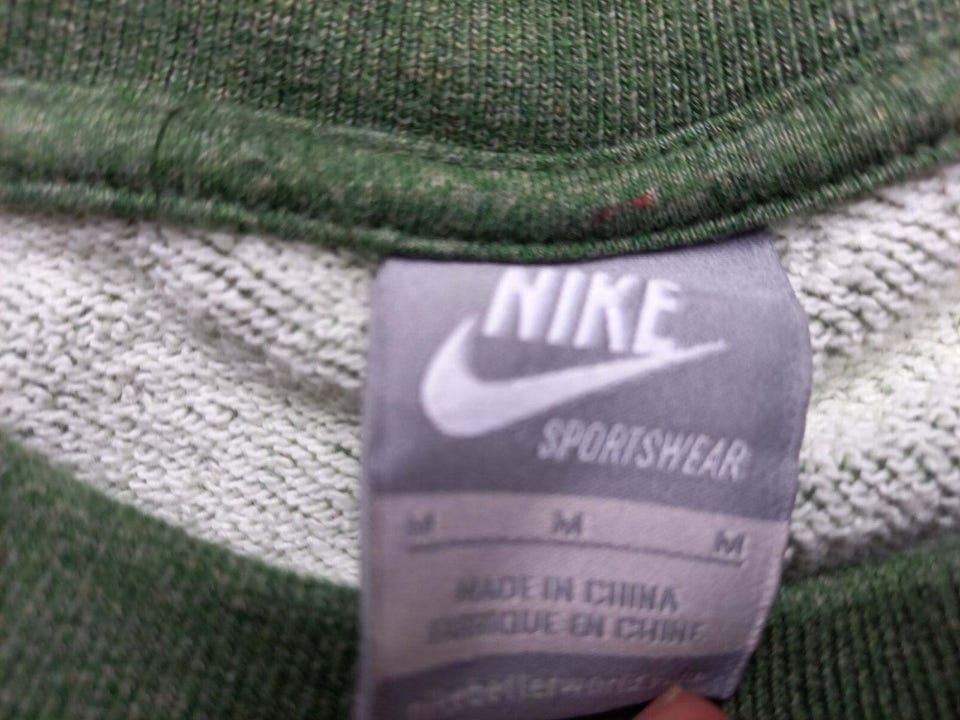 NIKE
SPORTSWEAR
M M M
MADE IN CHINA
FABRIQUE EN CHINE